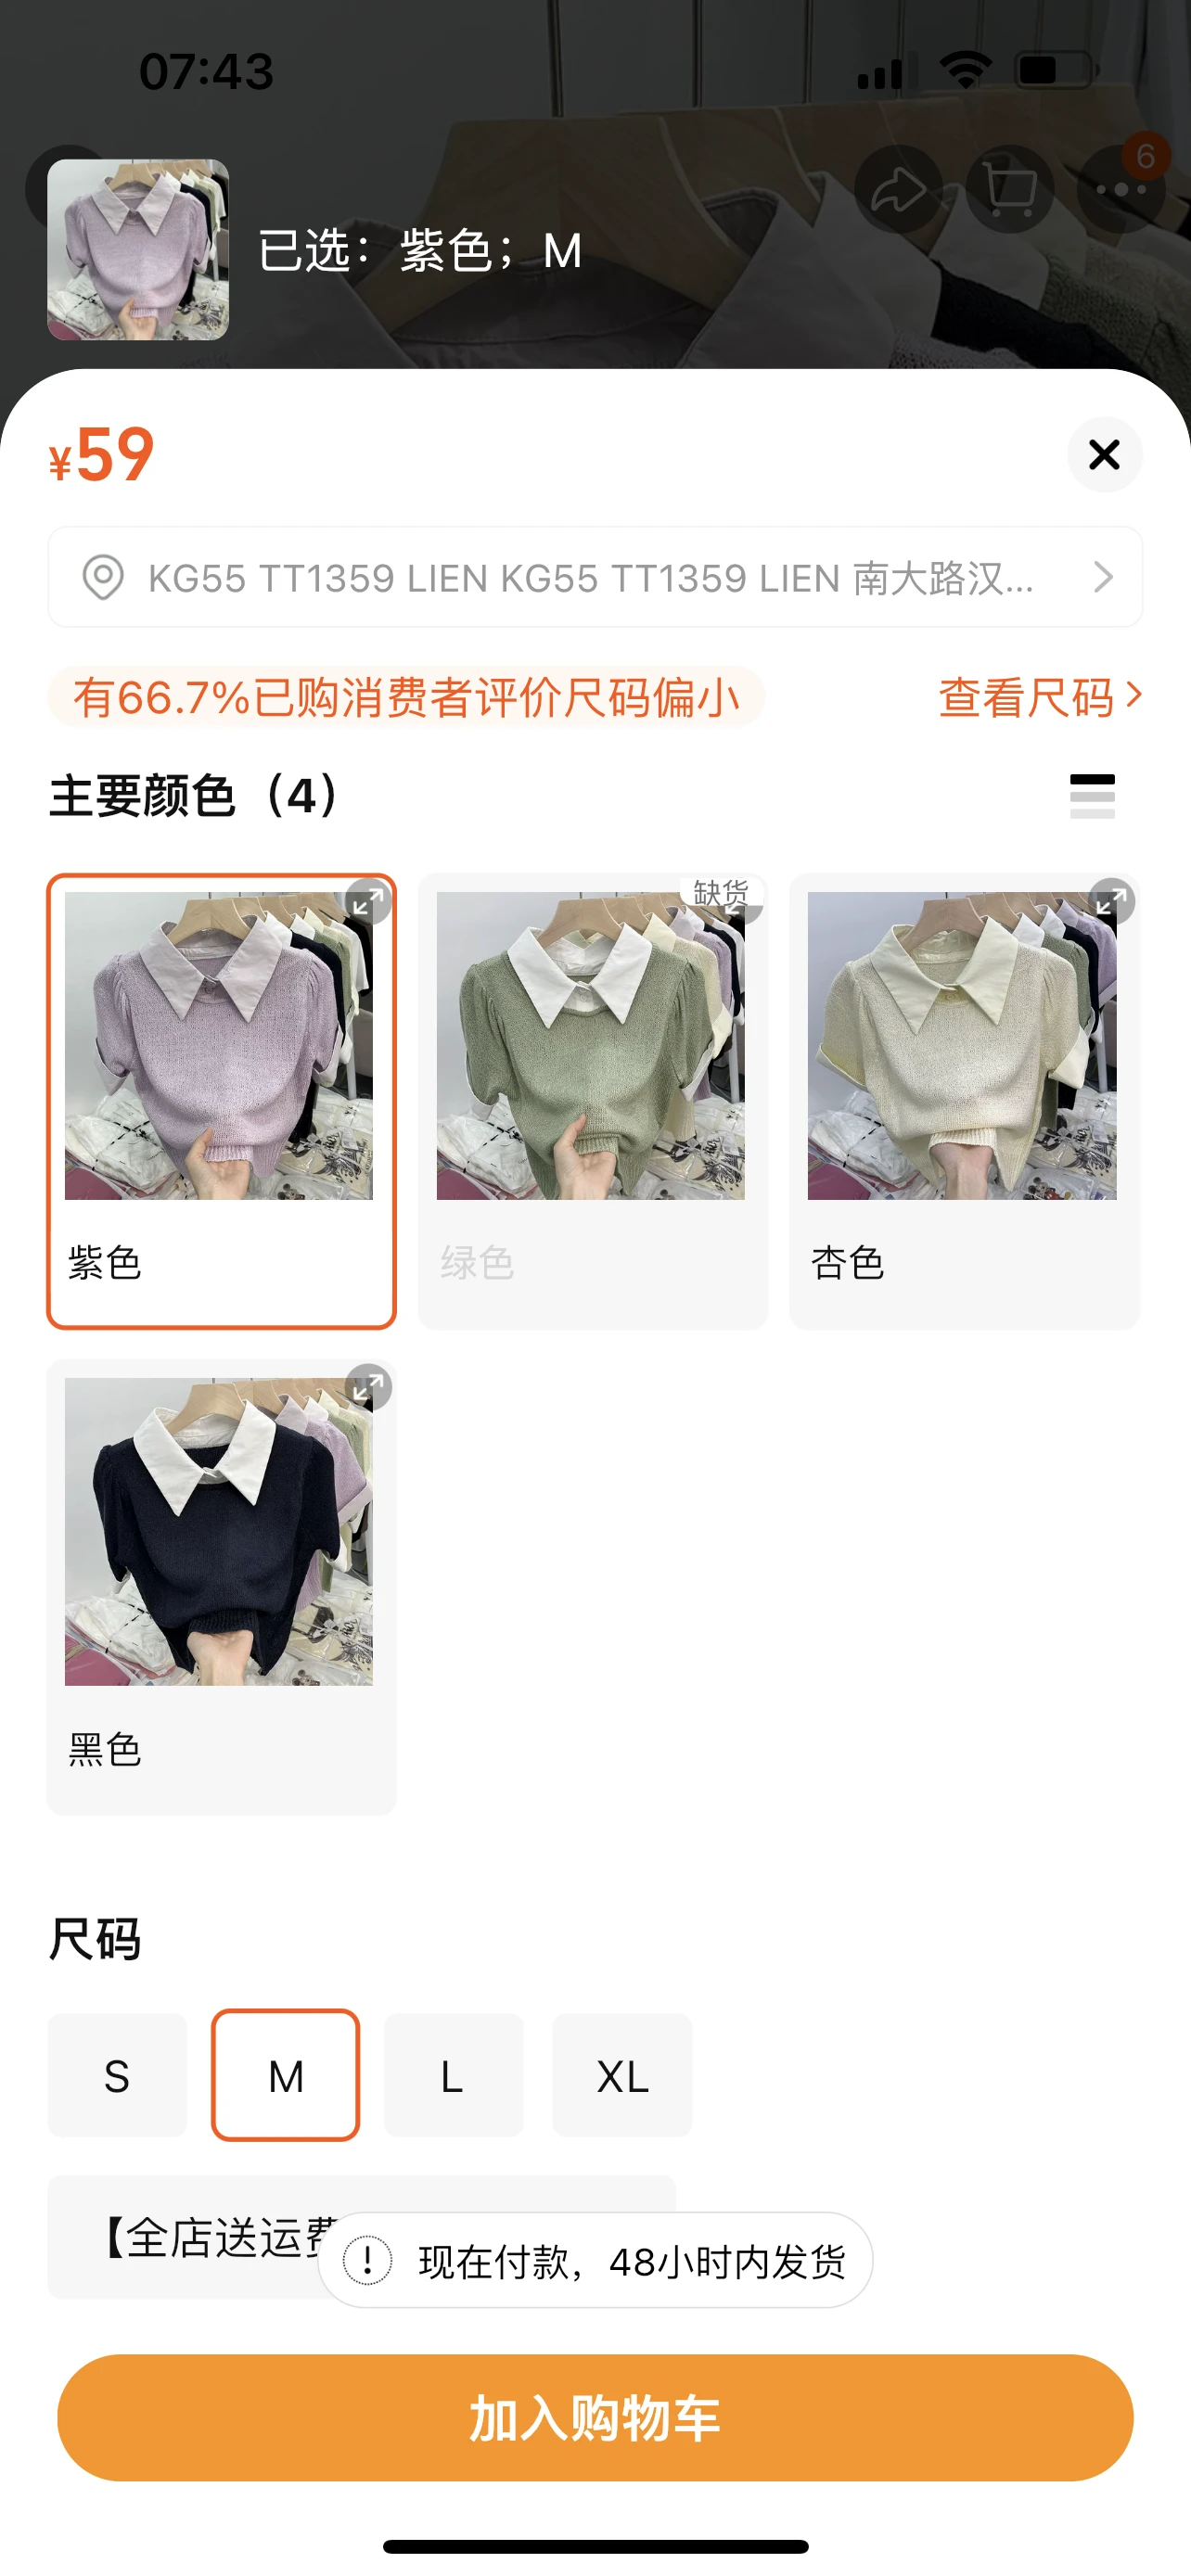 07:43
6
已选：紫色；M
¥59
KG55 TT1359 LIEN KG55 TT1359 LIEN 南大路汉...
有66.7%已购消费者评价尺码偏小
查看尺码
主要颜色（4）
缺货
紫色
绿色
杏色
黑色
尺码
S
M
L
XL
【全店送运费
现在付款，48小时内发货
加入购物车